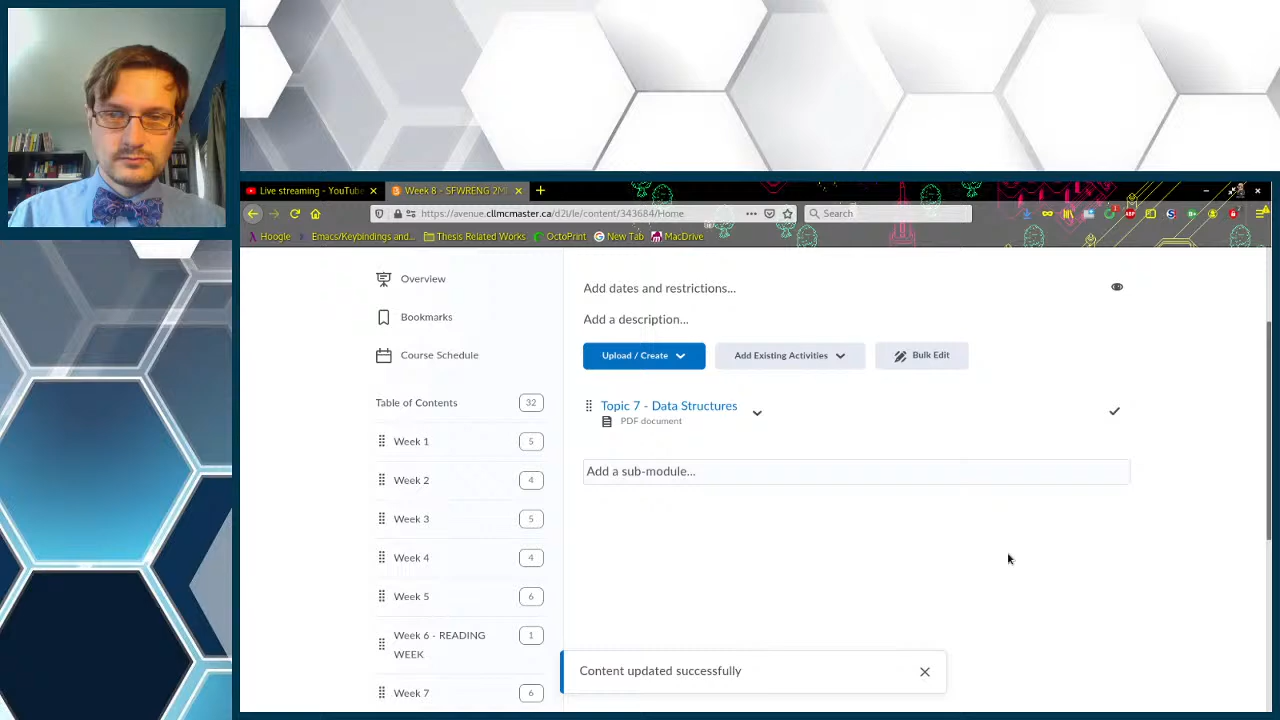 Live streaming - YouTube
Week 8 - SFWRENG 2M
https://avenue.cllmcmaster.ca/d2l/le/content/343684/Home
Search
Hoogle
Emacs/Keybindings and...
Thesis Related Works
OctoPrint
New Tab
MacDrive
Overview
Bookmarks
Course Schedule
Table of Contents
32
Week 1
5
Week 2
4
Week 3
5
Week 4
4
Week 5
6
Week 6 - READING
WEEK
1
Week 7
6
Add dates and restrictions...
Add a description...
Upload / Create
Add Existing Activities
Bulk Edit
Topic 7 - Data Structures
PDF document
Add a sub-module...
Content updated successfully